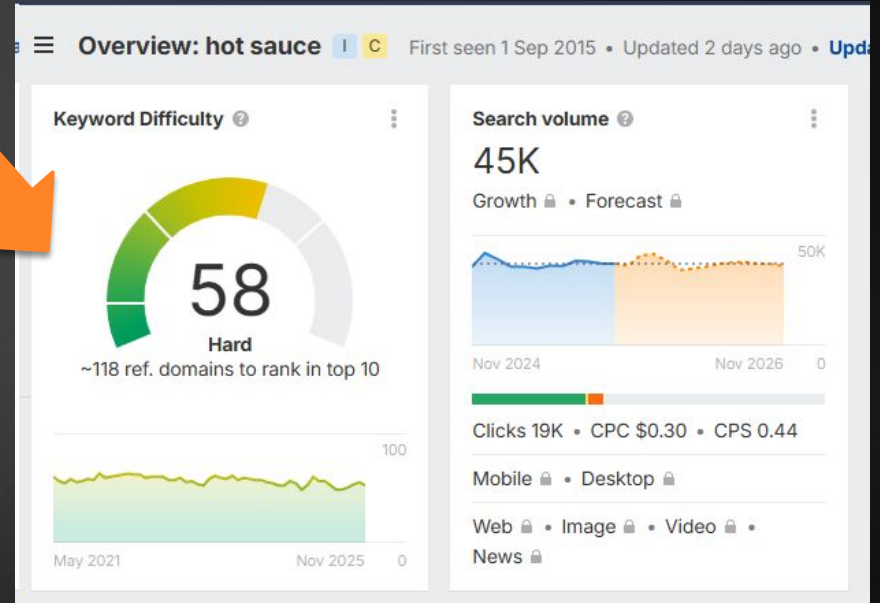 Overview: hot sauce I C First seen 1 Sep 2015 • Updated 2 days ago • Upda
Keyword Difficulty
58
Hard
~118 ref. domains to rank in top 10
100
May 2021 Nov 2025 0
Search volume
45K
Growth • Forecast
50K
Nov 2024 Nov 2026 0
Clicks 19K • CPC $0.30 • CPS 0.44
Mobile • Desktop
Web • Image • Video •
News